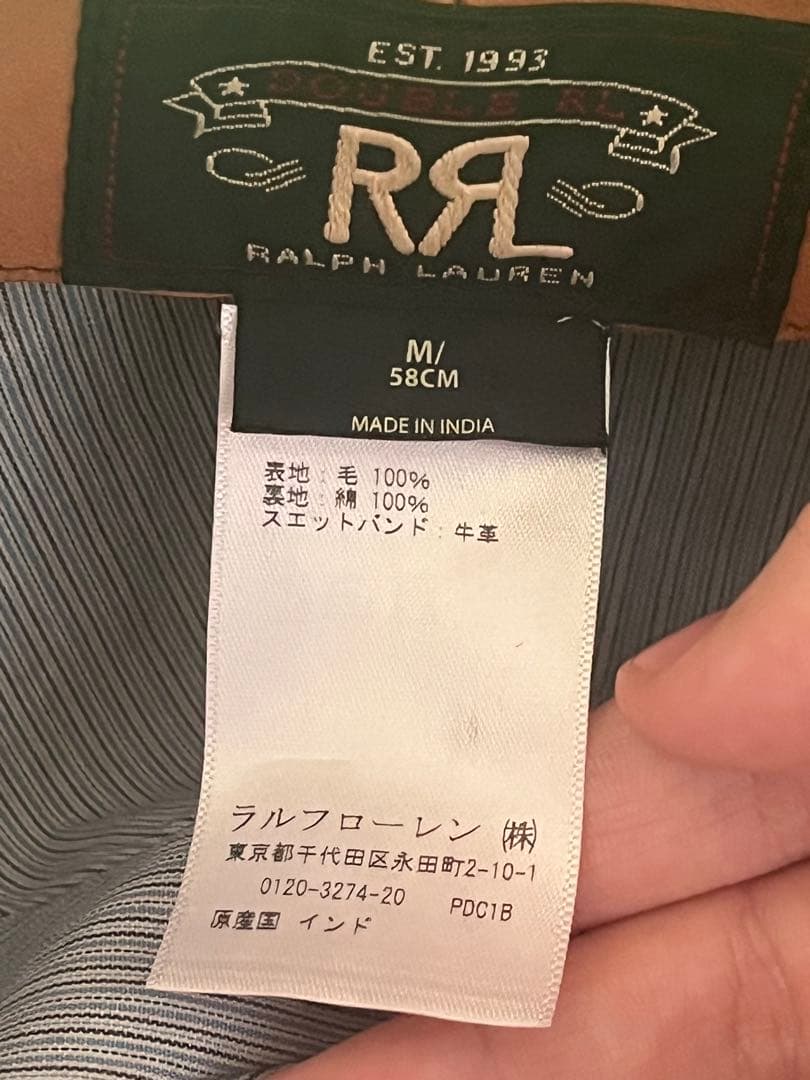 EST. 1993
DOUBLE RL
RRL
RALPH LAUREN
M/
58CM
MADE IN INDIA
表地 : 毛 100%
裏地 : 綿 100%
スエットバンド : 牛革
ラルフローレン ㈱
東京都千代田区永田町2-10-1
0120-3274-20 PDC1B
原産国 インド